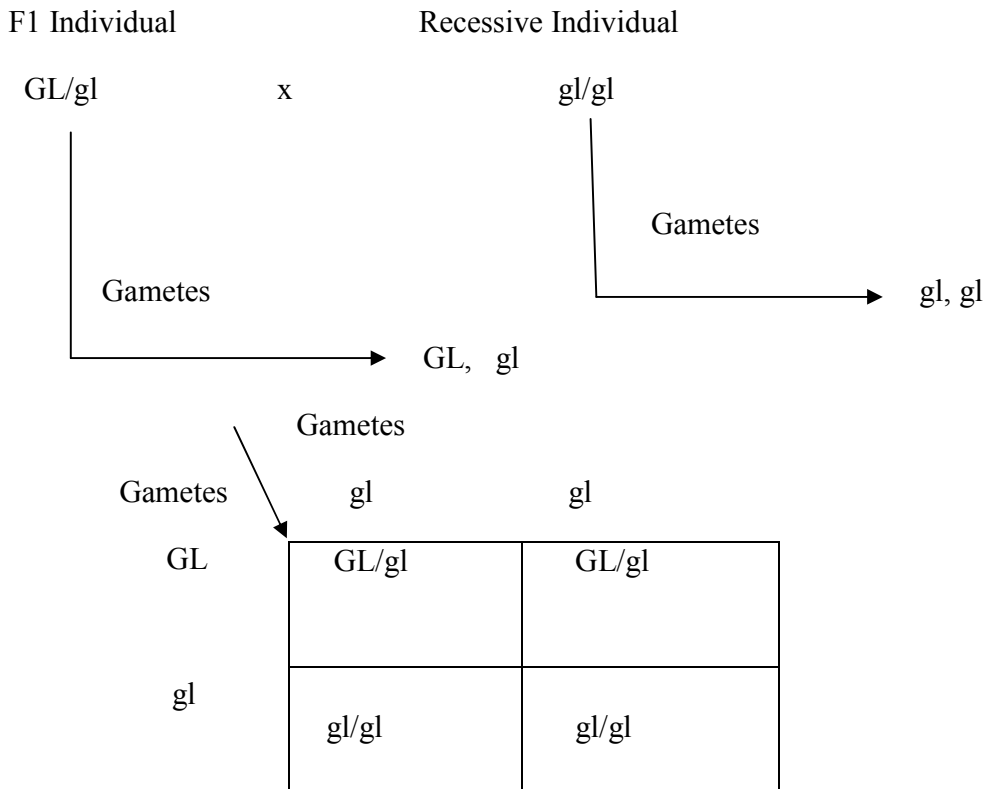 F1 Individual Recessive Individual
GL/gl x gl/gl
Gametes
Gametes gl, gl
GL, gl
Gametes
Gametes gl gl
GL GL/gl GL/gl
gl
gl/gl gl/gl